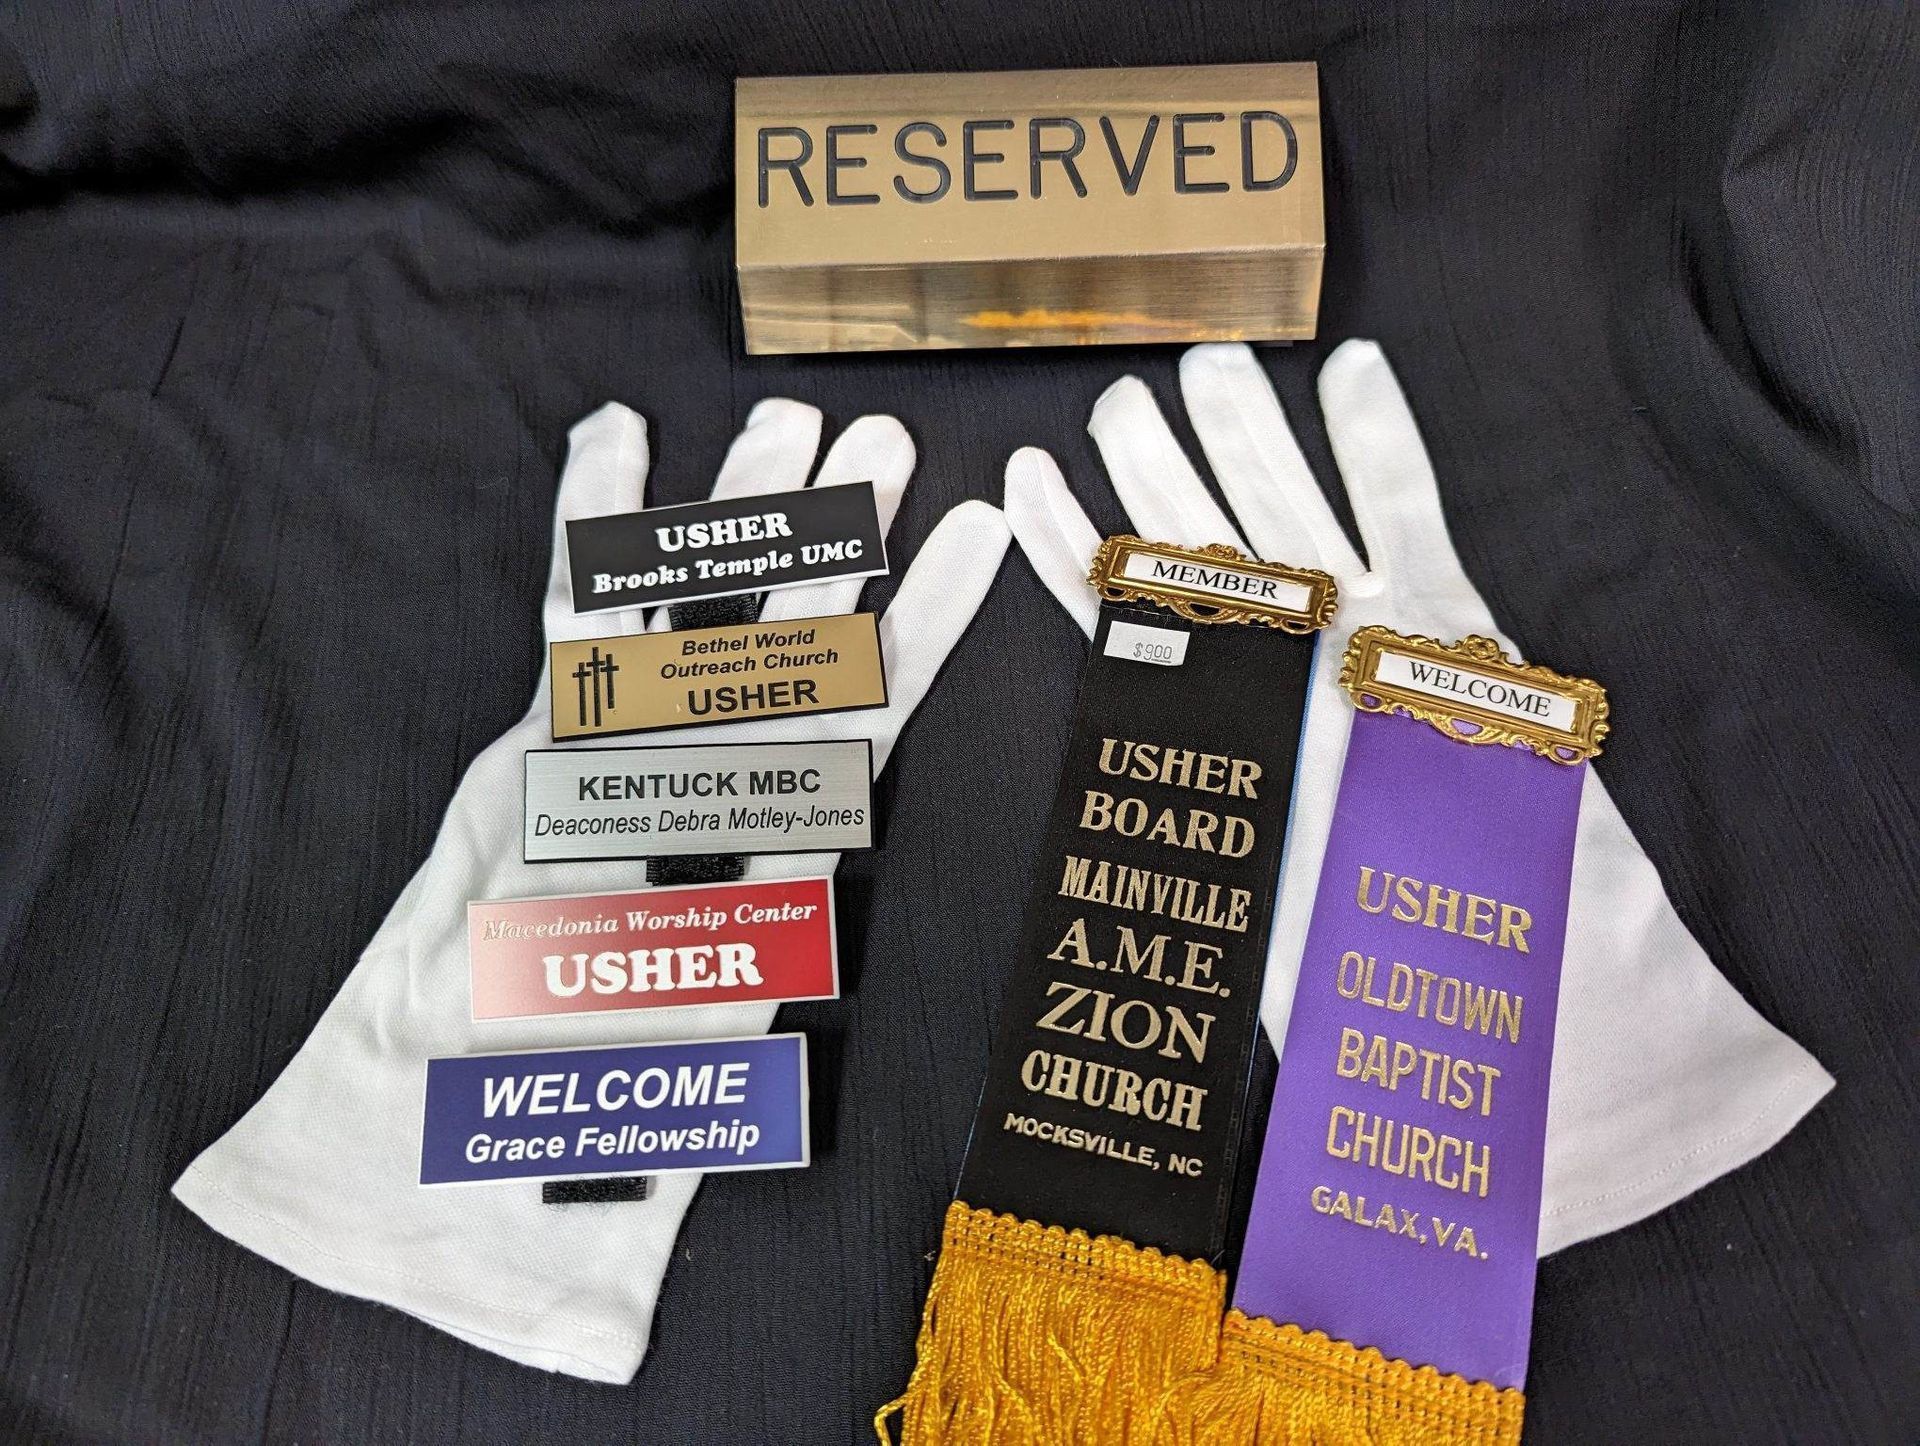 RESERVED
USHER
Brooks Temple UMC
Bethel World
Outreach Church
USHER
KENTUCK MBC
Deaconess Debra Motley-Jones
Macedonia Worship Center
USHER
WELCOME
Grace Fellowship
MEMBER
$9.00
USHER
BOARD
MAINVILLE
A.M.E.
ZION
CHURCH
MOCKSVILLE, NC
WELCOME
USHER
OLDTOWN
BAPTIST
CHURCH
GALAX, VA.